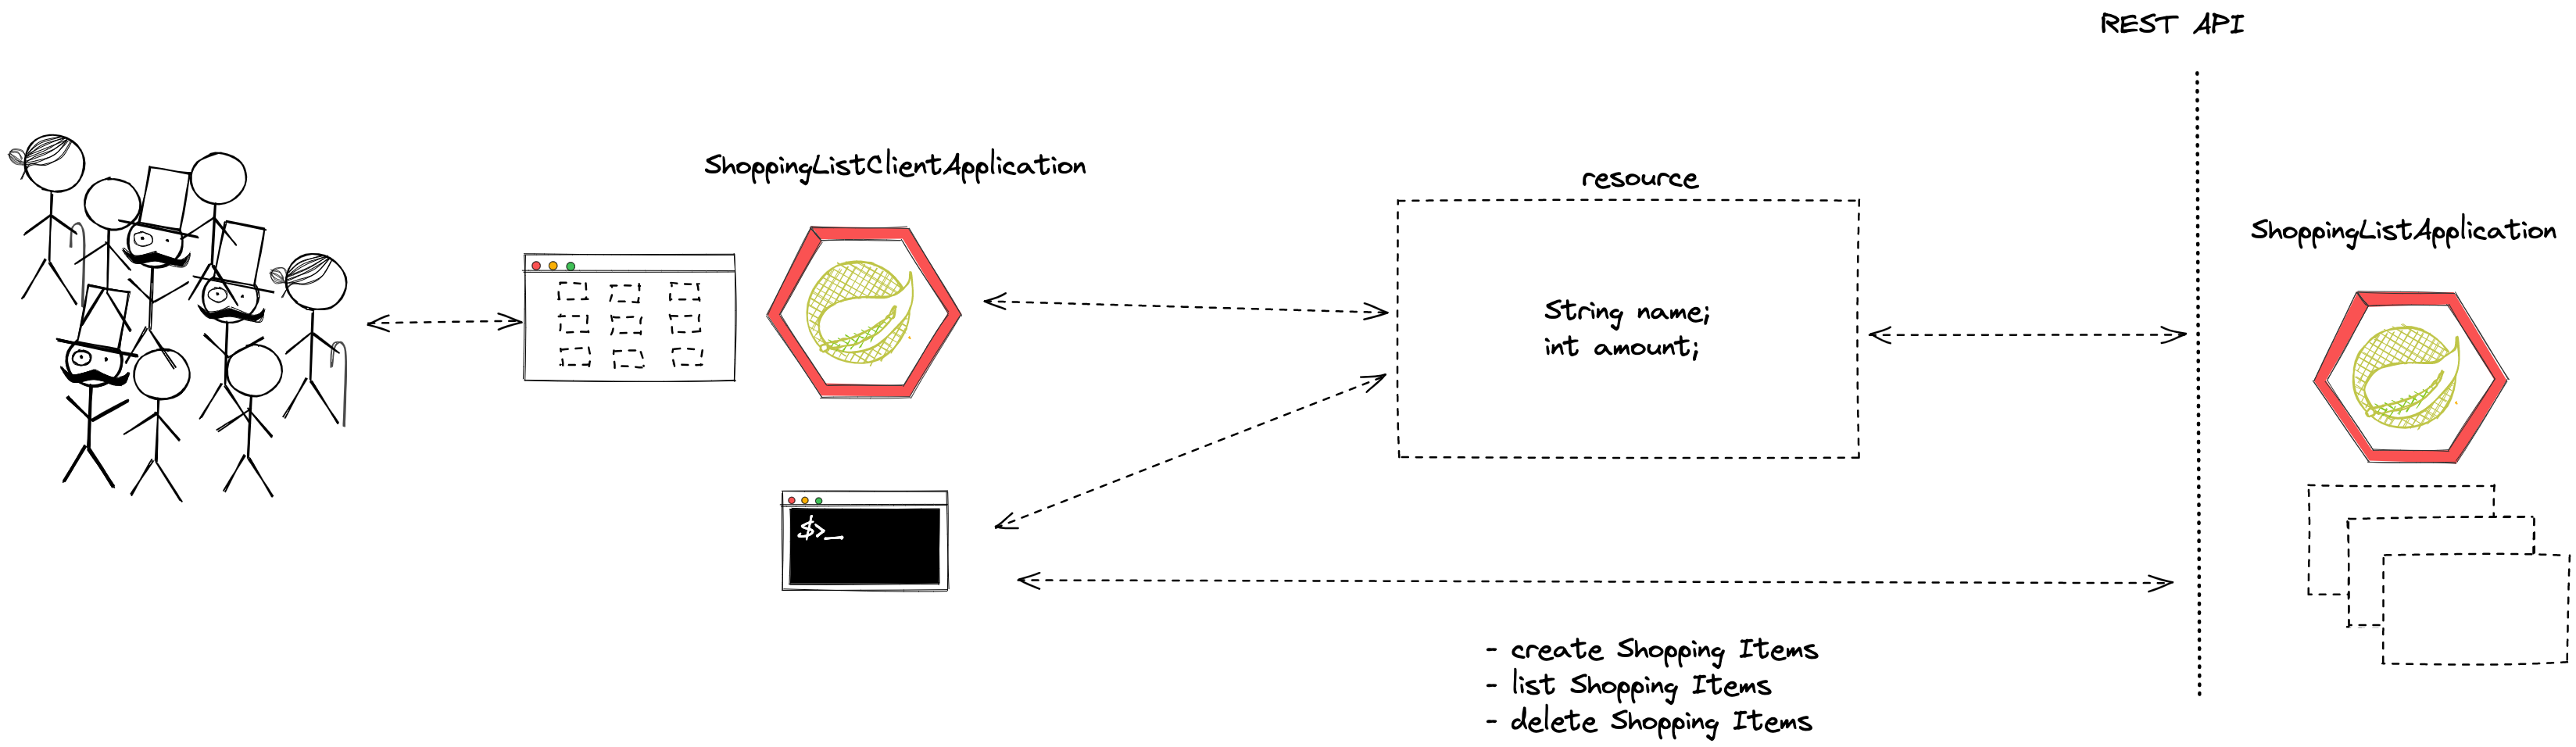 REST API
ShoppingListClientApplication
resource
ShoppingListApplication
String name;
int amount;
$>_
- create Shopping Items
- list Shopping Items
- delete Shopping Items